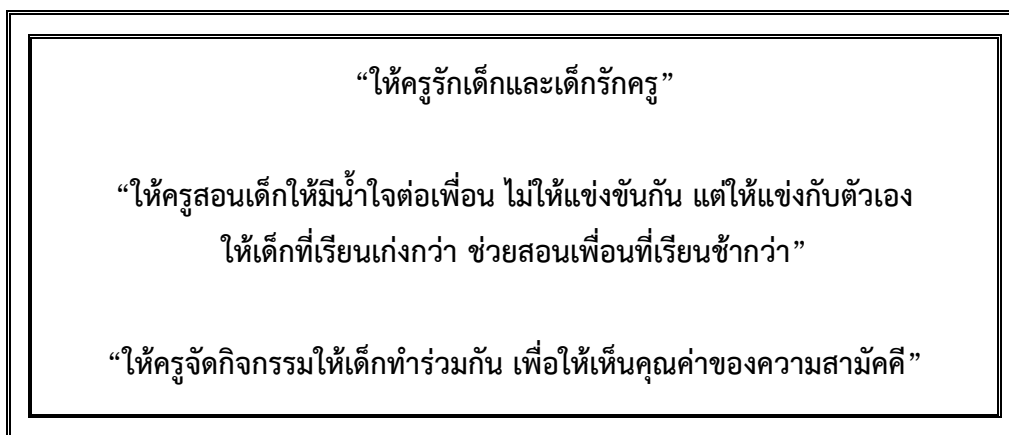 “ให้ครูรักเด็กและเด็กรักครู”
“ให้ครูสอนเด็กให้มีน้ำใจต่อเพื่อน ไม่ให้แข่งขันกัน แต่ให้แข่งกับตัวเอง
ให้เด็กที่เรียนเก่งกว่า ช่วยสอนเพื่อนที่เรียนช้ากว่า”
“ให้ครูจัดกิจกรรมให้เด็กทำร่วมกัน เพื่อให้เห็นคุณค่าของความสามัคคี”